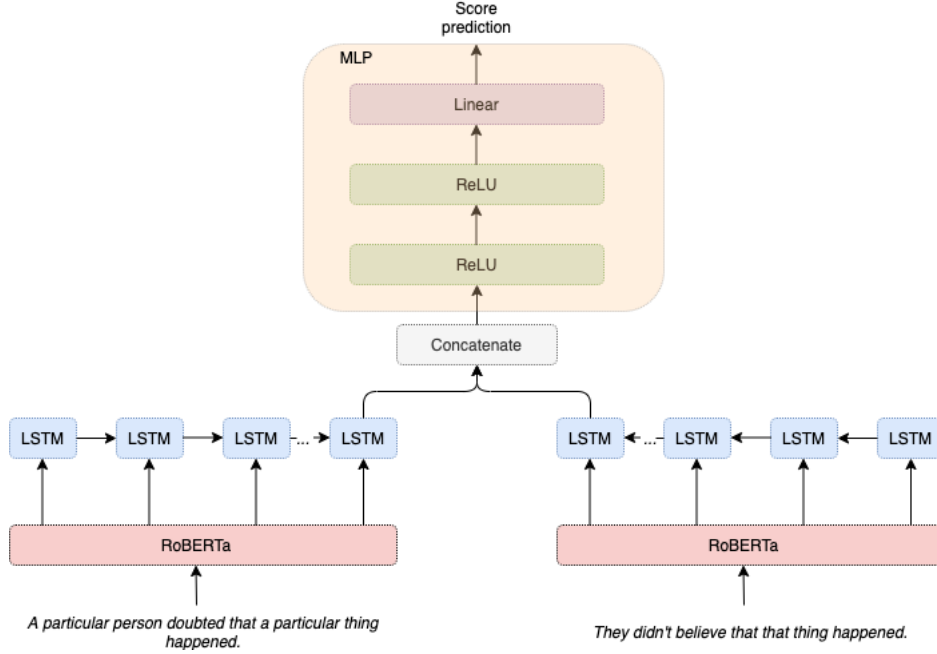 Score
prediction
MLP
Linear
ReLU
ReLU
Concatenate
LSTM
LSTM
LSTM
...
LSTM
LSTM
...
LSTM
LSTM
LSTM
RoBERTa
RoBERTa
A particular person doubted that a particular thing
happened.
They didn't believe that that thing happened.